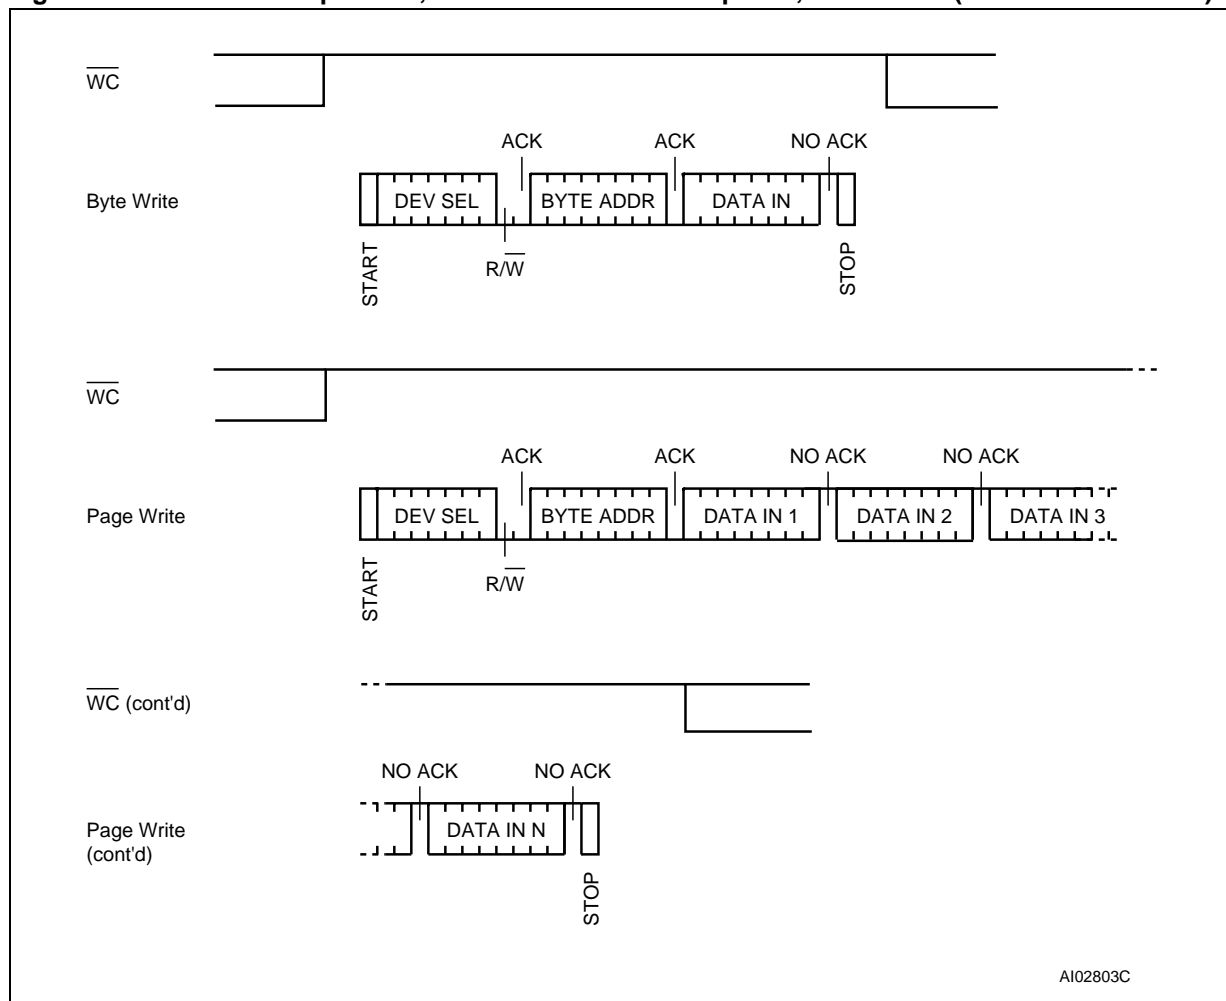 WC
ACK ACK NO ACK
Byte Write
DEV SEL BYTE ADDR DATA IN
START
R/W
STOP
WC
ACK ACK NO ACK NO ACK
Page Write
DEV SEL BYTE ADDR DATA IN 1 DATA IN 2 DATA IN 3
START
R/W
WC (cont'd)
NO ACK NO ACK
Page Write
(cont'd)
DATA IN N
STOP
AI02803C